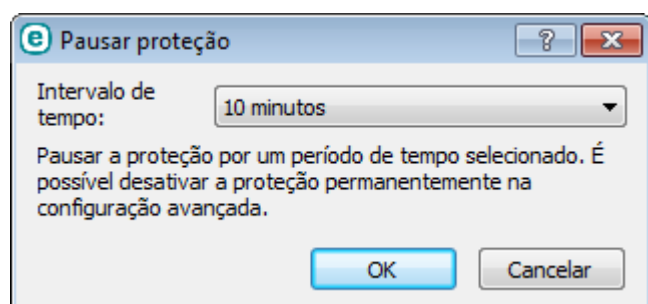 e Pausar proteção ?
Intervalo de
tempo:
10 minutos
Pausar a proteção por um período de tempo selecionado. É
possível desativar a proteção permanentemente na
configuração avançada.
OK Cancelar